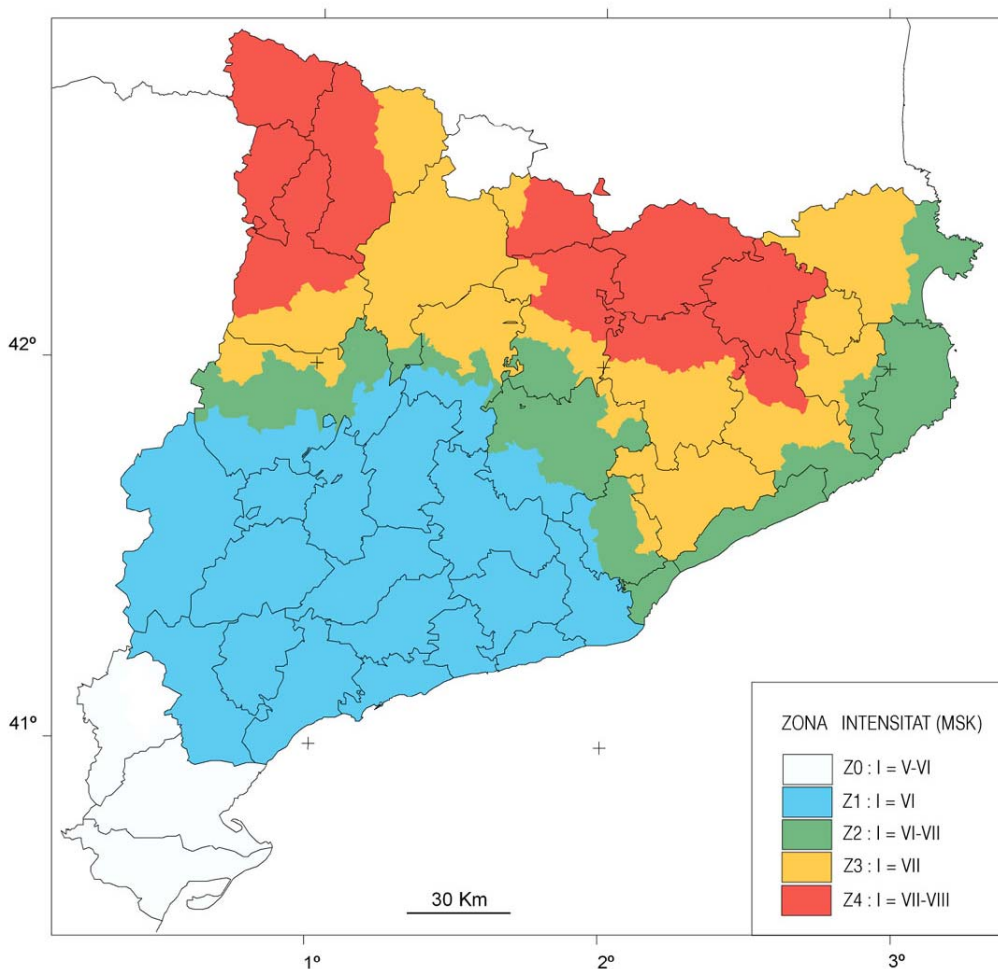 42º
41º
ZONA INTENSITAT (MSK)
Z0 : I = V-VI
Z1 : I = VI
Z2 : I = VI-VII
Z3 : I = VII
Z4 : I = VII-VIII
30 Km
1º
2º
3º